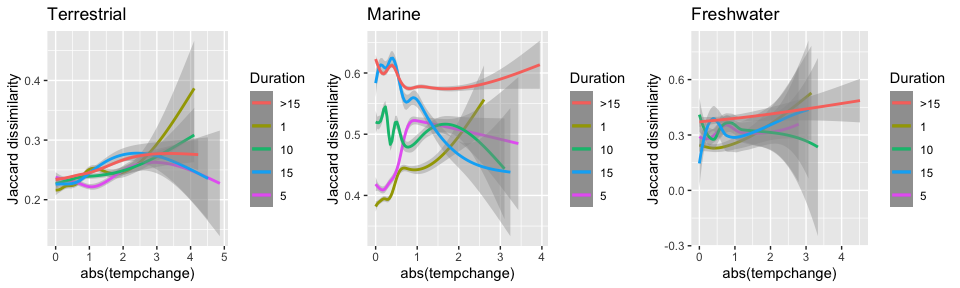 Terrestrial
Jaccard dissimilarity
0.4
0.3
0.2
0 1 2 3 4 5
abs(tempchange)
Duration
>15
1
10
15
5
Marine
Jaccard dissimilarity
0.6
0.5
0.4
0 1 2 3 4
abs(tempchange)
Duration
>15
1
10
15
5
Freshwater
Jaccard dissimilarity
0.6
0.3
0.0
-0.3
0 1 2 3 4
abs(tempchange)
Duration
>15
1
10
15
5